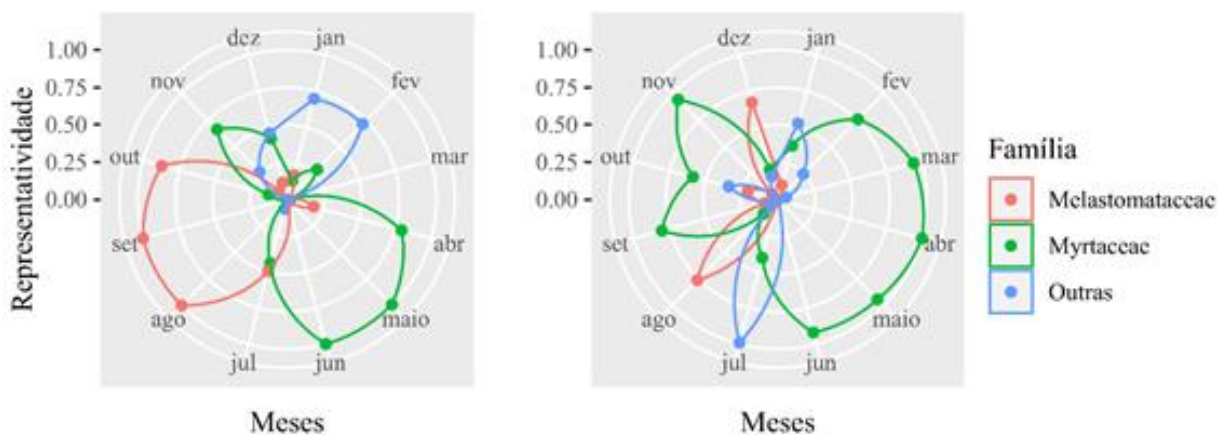 dez
jan
nov
fev
out
mar
set
abr
ago
maio
jul
jun
1.00
0.75
0.50
0.25
0.00
Representatividade
Meses
dez
jan
nov
fev
out
mar
set
abr
ago
maio
jul
jun
1.00
0.75
0.50
0.25
0.00
Meses
Família
Melastomataceae
Myrtaceae
Outras